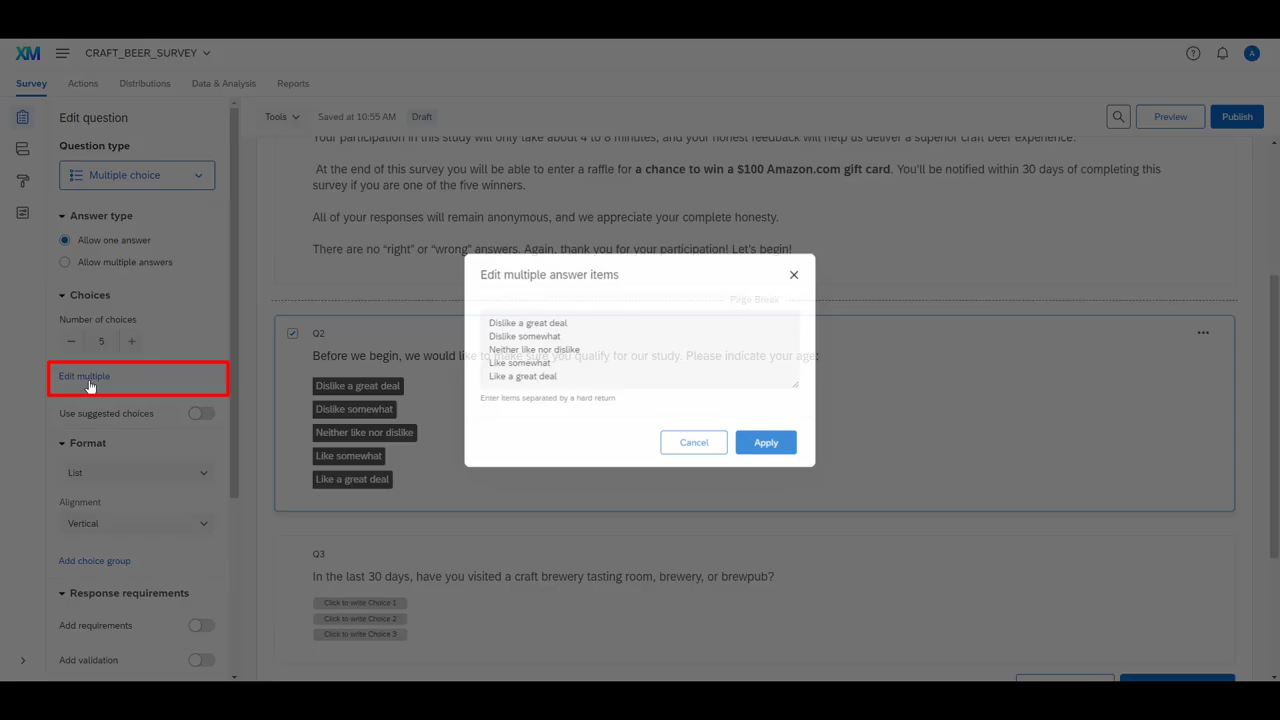 XM
CRAFT_BEER_SURVEY
A
Survey
Actions
Distributions
Data & Analysis
Reports
Edit question
Question type
Multiple choice
Answer type
Allow one answer
Allow multiple answers
Choices
Number of choices
5
Edit multiple
Use suggested choices
Format
List
Alignment
Vertical
Add choice group
Response requirements
Add requirements
Add validation
Tools
Saved at 10:55 AM
Draft
Preview
Publish
Your participation in this study will only take about 4 to 8 minutes, and your honest feedback will help us deliver a superior craft beer experience.
At the end of this survey you will be able to enter a raffle for a chance to win a $100 Amazon.com gift card. You'll be notified within 30 days of completing this
survey if you are one of the five winners.
All of your responses will remain anonymous, and we appreciate your complete honesty.
There are no “right” or “wrong” answers. Again, thank you for your participation! Let's begin!
Page Break
Q2
Before we begin, we would like to make sure you qualify for our study. Please indicate your age:
Dislike a great deal
Dislike somewhat
Neither like nor dislike
Like somewhat
Like a great deal
Edit multiple answer items
Dislike a great deal
Dislike somewhat
Neither like nor dislike
Like somewhat
Like a great deal
Enter items separated by a hard return
Cancel
Apply
Q3
In the last 30 days, have you visited a craft brewery tasting room, brewery, or brewpub?
Click to write Choice 1
Click to write Choice 2
Click to write Choice 3